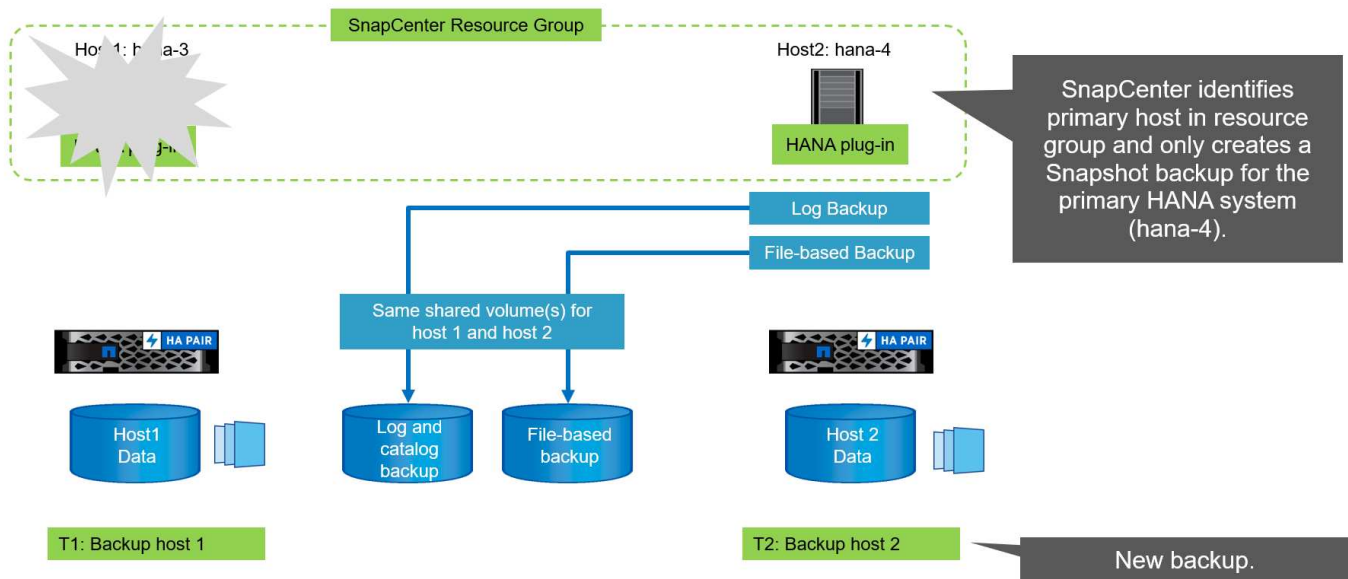 SnapCenter Resource Group
Host2: hana-4
HANA plug-in
SnapCenter identifies
primary host in resource
group and only creates a
Snapshot backup for the
primary HANA system
(hana-4).
Log Backup
File-based Backup
Same shared volume(s) for
host 1 and host 2
HA PAIR
HA PAIR
Host1
Data
Log and
catalog
backup
File-based
backup
Host 2
Data
T1: Backup host 1
T2: Backup host 2
New backup.